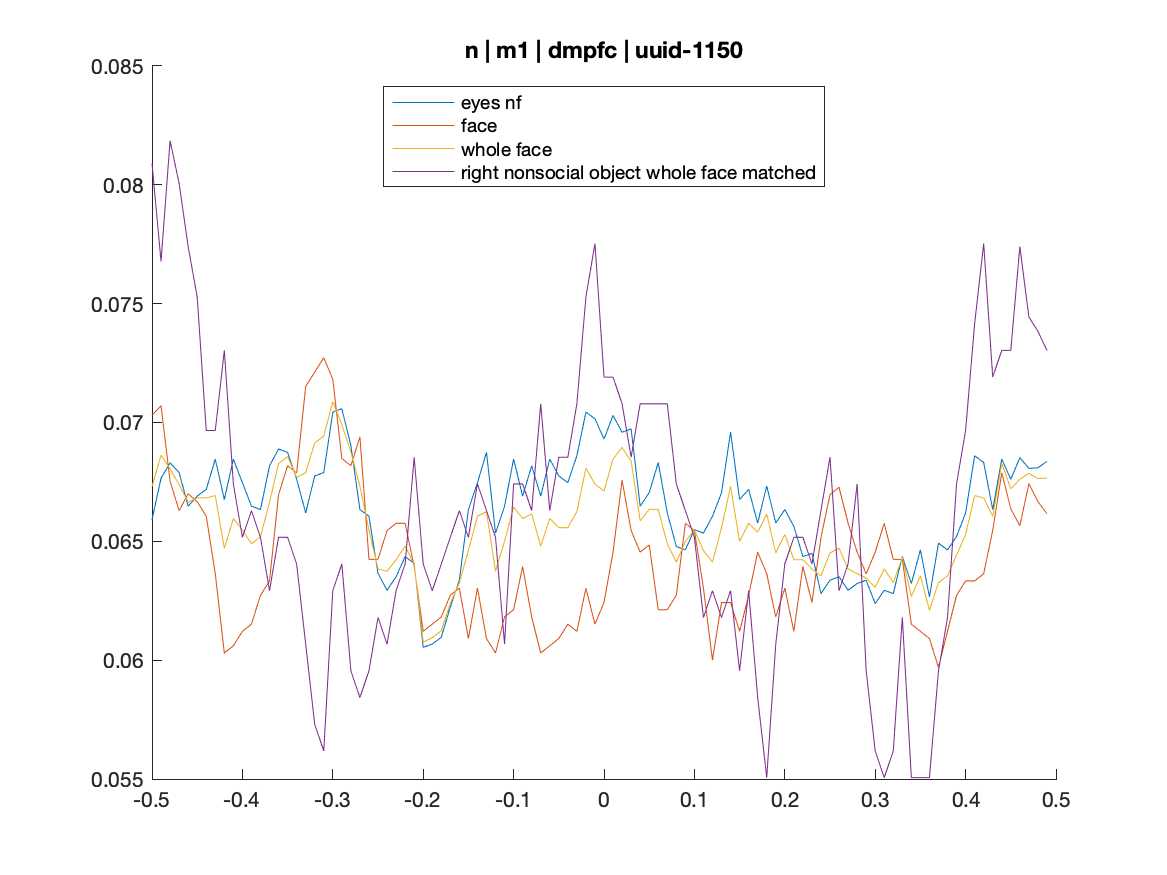 n | m1 | dmpfc | uuid-1150
eyes nf
face
whole face
right nonsocial object whole face matched
0.085
0.08
0.075
0.07
0.065
0.06
0.055
-0.5 -0.4 -0.3 -0.2 -0.1 0 0.1 0.2 0.3 0.4 0.5